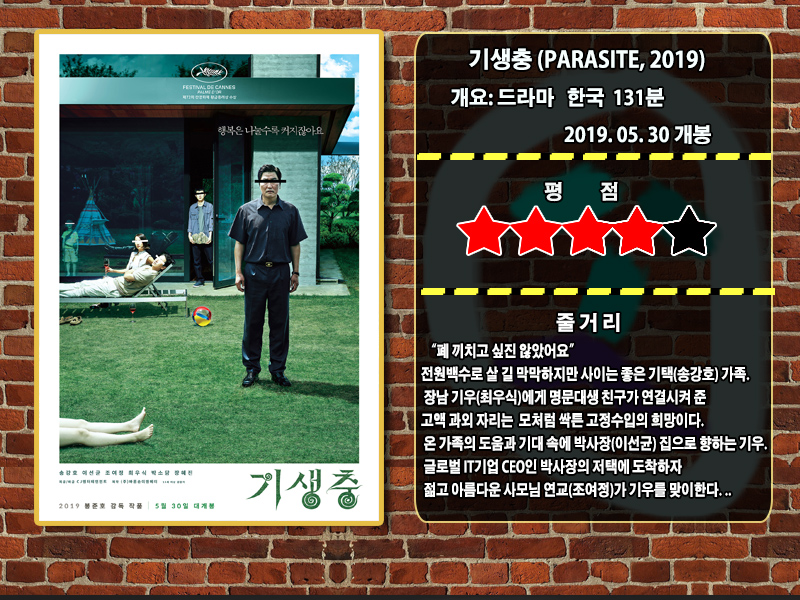 FESTIVAL DE CANNES
행복은 나눌수록 커지잖아요
송강호 이선균 조여정 최우식 박소담 장혜진
기생충
2019 봉준호 감독 작품 | 5월 30일 대개봉
기생충 (PARASITE, 2019)
개요: 드라마 한국 131분
2019. 05. 30 개봉
평 점
줄거리
“폐 끼치고 싶진 않았어요”
전원백수로 살 길 막막하지만 사이는 좋은 기택(송강호) 가족.
장남 기우(최우식)에게 명문대생 친구가 연결시켜 준
고액 과외 자리는 모처럼 싹튼 고정수입의 희망이다.
온 가족의 도움과 기대 속에 박사장(이선균) 집으로 향하는 기우.
글로벌 IT기업 CEO인 박사장의 저택에 도착하자
젊고 아름다운 사모님 연교(조여정)가 기우를 맞이한다. ..